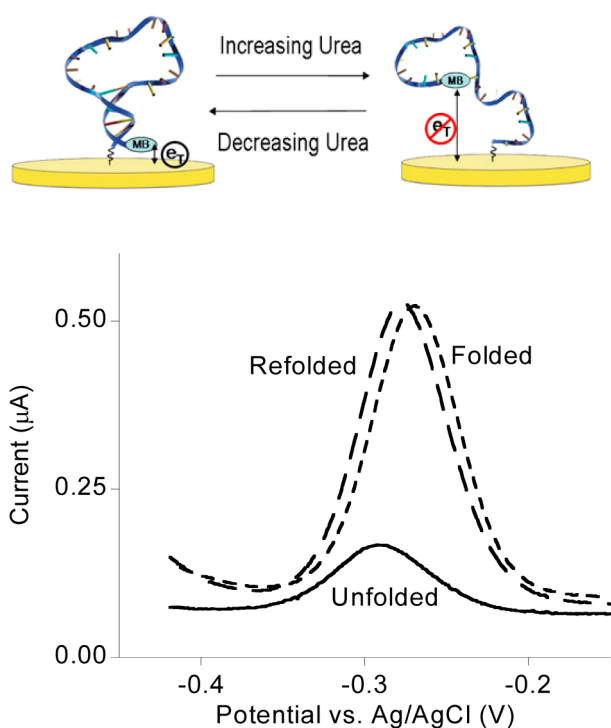 Increasing Urea
MB
Decreasing Urea
MB
eT
eT
0.50
Refolded
Folded
Current (µA)
0.25
Unfolded
0.00
-0.4
-0.3
-0.2
Potential vs. Ag/AgCl (V)